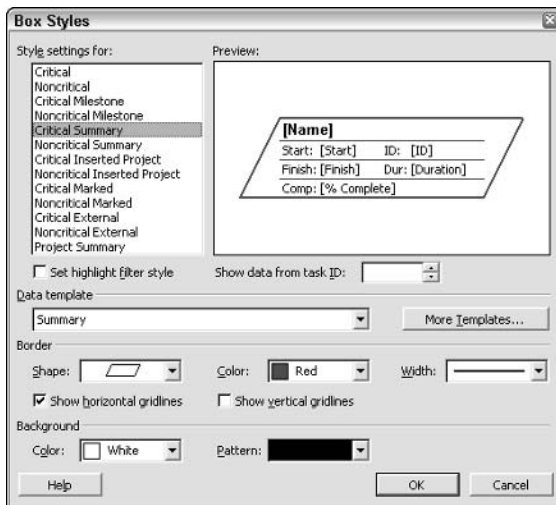 Box Styles
Style settings for:
Preview:
Critical
Noncritical
Critical Milestone
Noncritical Milestone
Critical Summary
Noncritical Summary
Critical Inserted Project
Noncritical Inserted Project
Critical Marked
Noncritical Marked
Critical External
Noncritical External
Project Summary
[Name]
Start: [Start] ID: [ID]
Finish: [Finish] Dur: [Duration]
Comp: [% Complete]
Set highlight filter style
Show data from task ID:
Data template
Summary
More Templates...
Border
Shape:
Color: Red
Width:
Show horizontal gridlines
Show vertical gridlines
Background
Color: White
Pattern:
Help
OK
Cancel